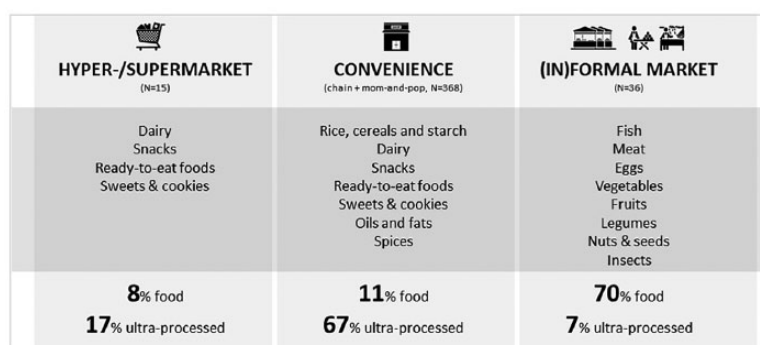 HYPER-/SUPERMARKET
(N=15)
Dairy
Snacks
Ready-to-eat foods
Sweets & cookies
8% food
17% ultra-processed
CONVENIENCE
(chain + mom-and-pop, N=368)
Rice, cereals and starch
Dairy
Snacks
Ready-to-eat foods
Sweets & cookies
Oils and fats
Spices
11% food
67% ultra-processed
(IN)FORMAL MARKET
(N=36)
Fish
Meat
Eggs
Vegetables
Fruits
Legumes
Nuts & seeds
Insects
70% food
7% ultra-processed